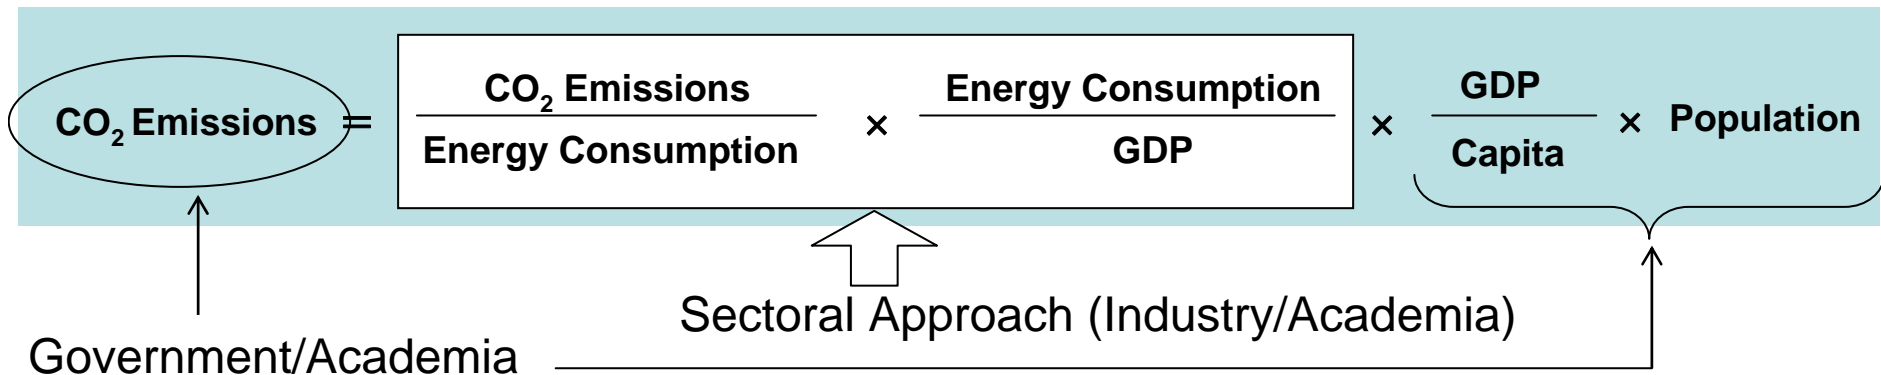 CO₂ Emissions = CO₂ Emissions / Energy Consumption × Energy Consumption / GDP × GDP / Capita × Population
Sectoral Approach (Industry/Academia)
Government/Academia